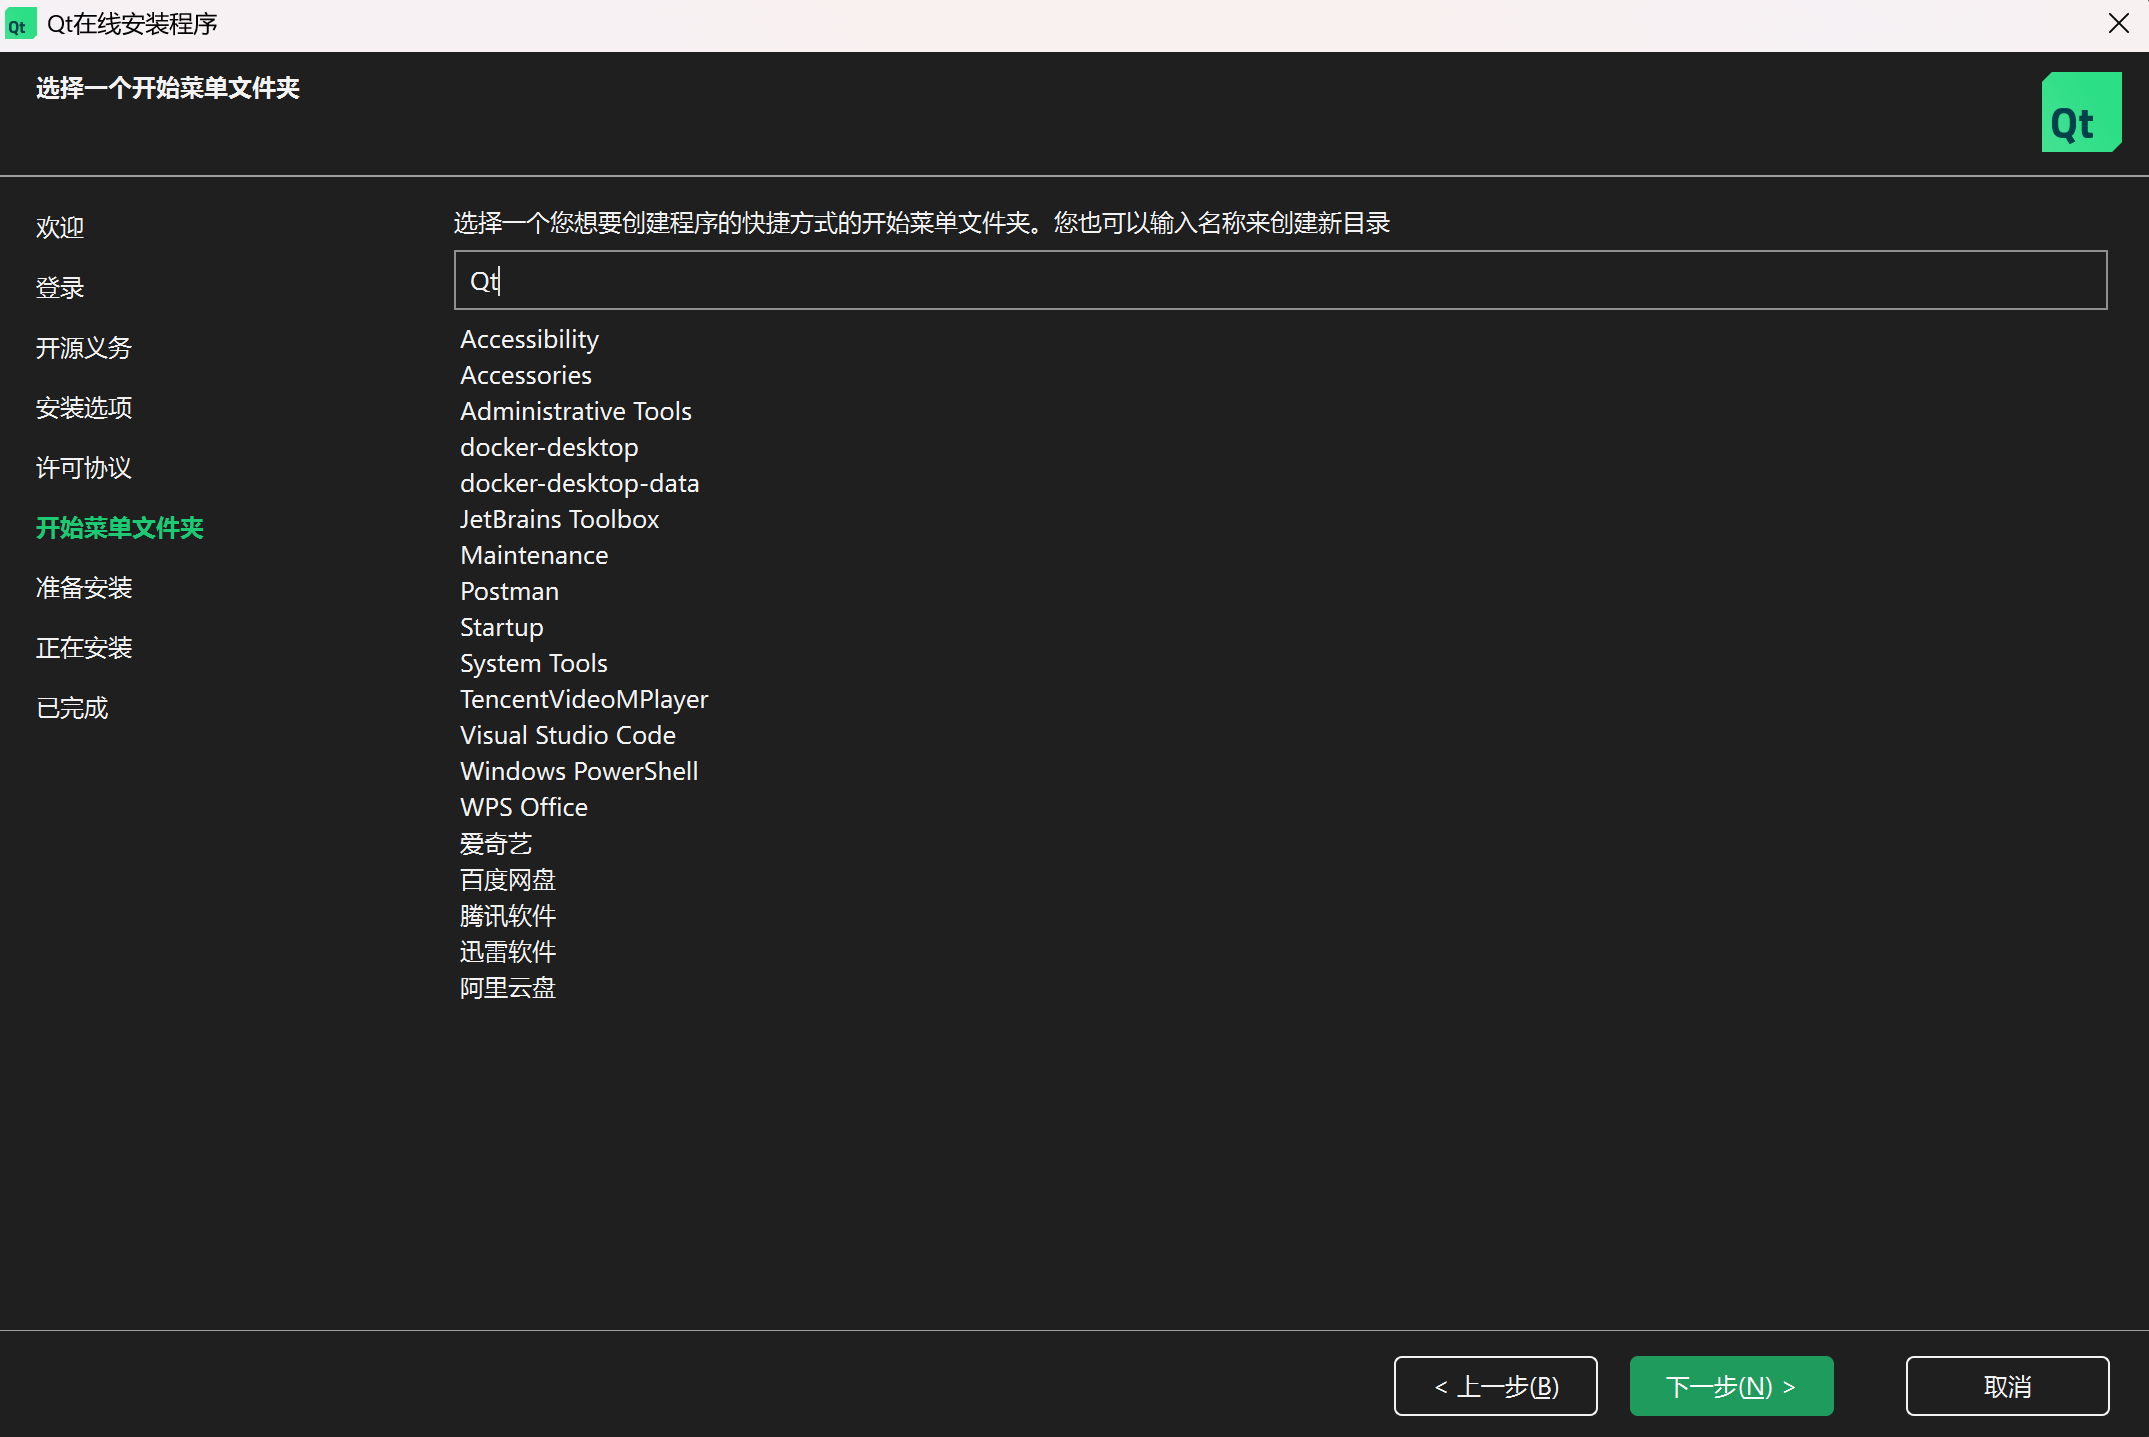 Qt Qt在线安装程序
选择一个开始菜单文件夹
Qt
欢迎
登录
开源义务
安装选项
许可协议
开始菜单文件夹
准备安装
正在安装
已完成
选择一个您想要创建程序的快捷方式的开始菜单文件夹。您也可以输入名称来创建新目录
Qt
Accessibility
Accessories
Administrative Tools
docker-desktop
docker-desktop-data
JetBrains Toolbox
Maintenance
Postman
Startup
System Tools
TencentVideoMPlayer
Visual Studio Code
Windows PowerShell
WPS Office
爱奇艺
百度网盘
腾讯软件
迅雷软件
阿里云盘
< 上一步(B)
下一步(N) >
取消